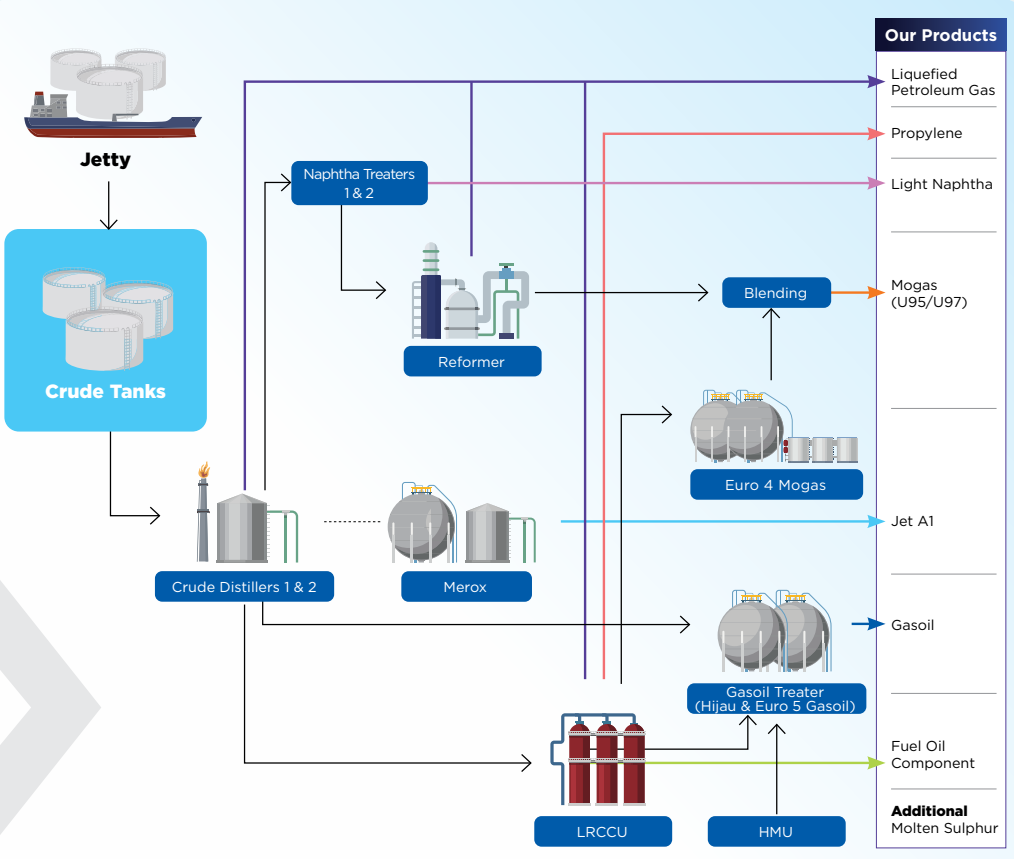 Our Products
Jetty
Crude Tanks
Naphtha Treaters
1 & 2
Reformer
Blending
Euro 4 Mogas
Crude Distillers 1 & 2
Merox
Gasoil Treater
(Hijau & Euro 5 Gasoil)
LRCCU
HMU
Liquefied
Petroleum Gas
Propylene
Light Naphtha
Mogas
(U95/U97)
Jet A1
Gasoil
Fuel Oil
Component
Additional
Molten Sulphur